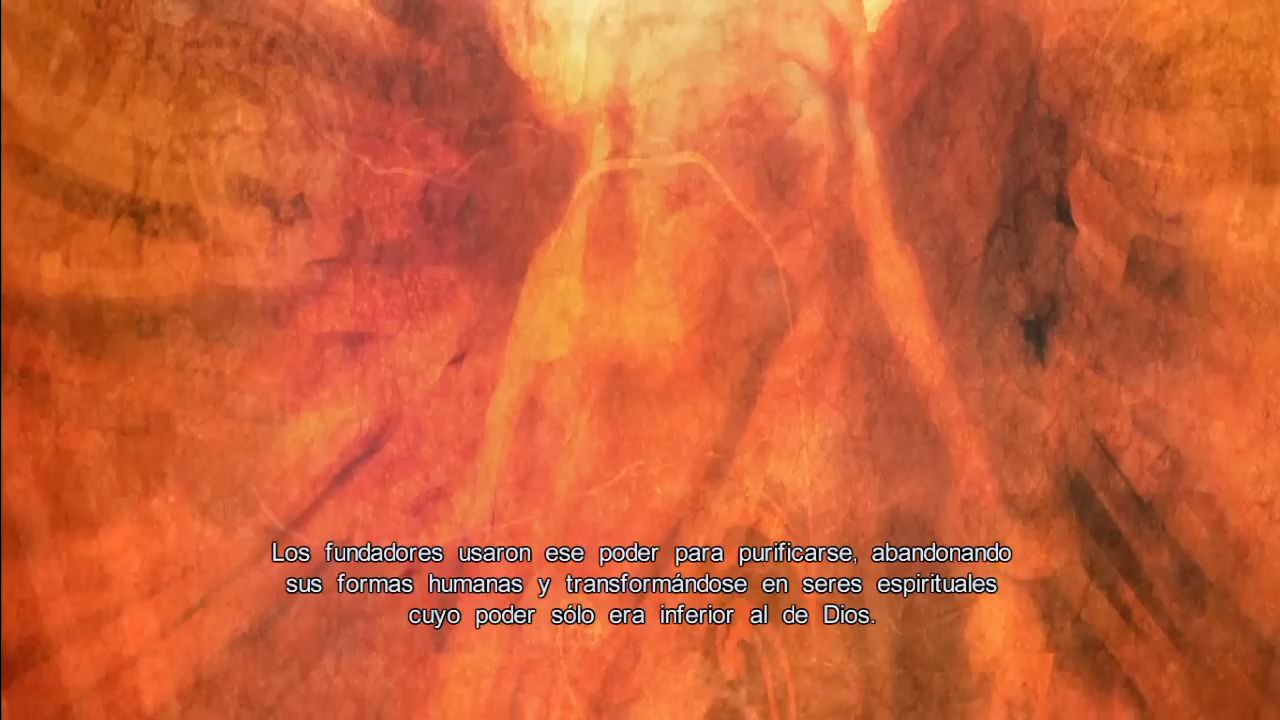 Los fundadores usaron ese poder para purificarse, abandonando
sus formas humanas y transformándose en seres espirituales
cuyo poder sólo era inferior al de Dios.